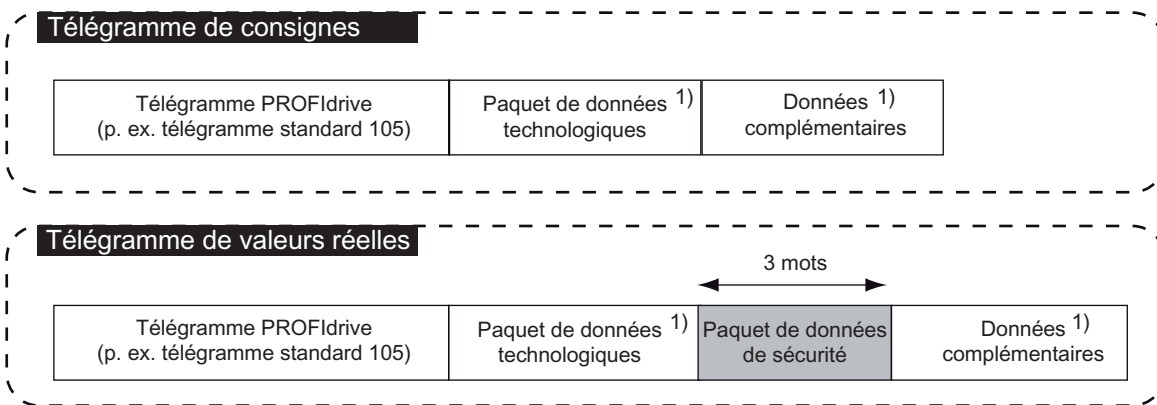 Télégramme de consignes
Télégramme PROFIdrive
(p. ex. télégramme standard 105)
Paquet de données 1)
technologiques
Données 1)
complémentaires
Télégramme de valeurs réelles
3 mots
Télégramme PROFIdrive
(p. ex. télégramme standard 105)
Paquet de données 1)
technologiques
Paquet de données
de sécurité
Données 1)
complémentaires